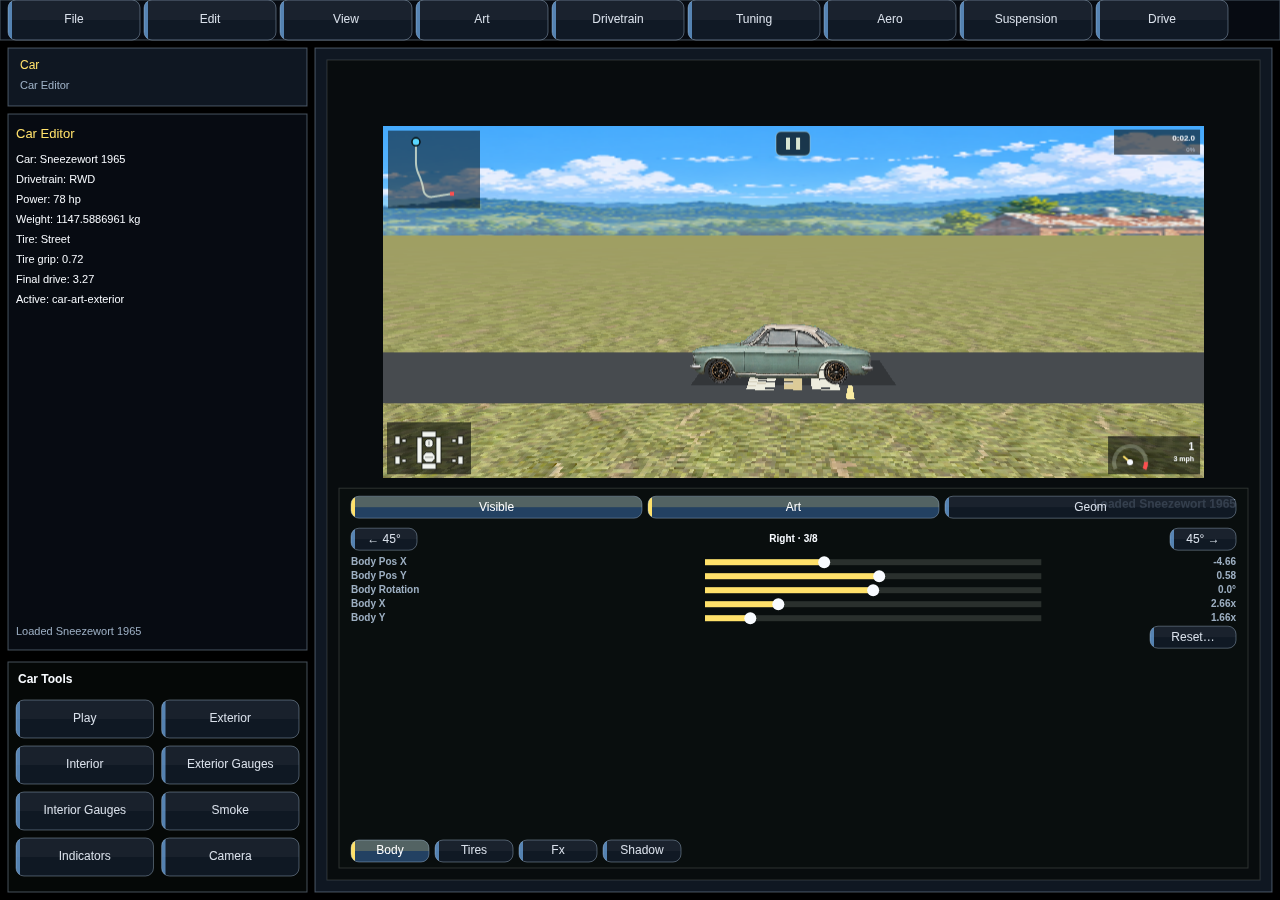 File
Edit
View
Art
Drivetrain
Tuning
Aero
Suspension
Drive
Car
Car Editor
Car Editor
Car: Sneezewort 1965
Drivetrain: RWD
Power: 78 hp
Weight: 1147.5886961 kg
Tire: Street
Tire grip: 0.72
Final drive: 3.27
Active: car-art-exterior
Loaded Sneezewort 1965
Car Tools
Play
Exterior
Interior
Exterior Gauges
Interior Gauges
Smoke
Indicators
Camera
0:02.0
0%
1
3 mph
Visible
Art
Geom
Loaded Sneezewort 1965
← 45°
Right · 3/8
45° →
Body Pos X -4.66
Body Pos Y 0.58
Body Rotation 0.0°
Body X 2.66x
Body Y 1.66x
Reset…
Body
Tires
Fx
Shadow